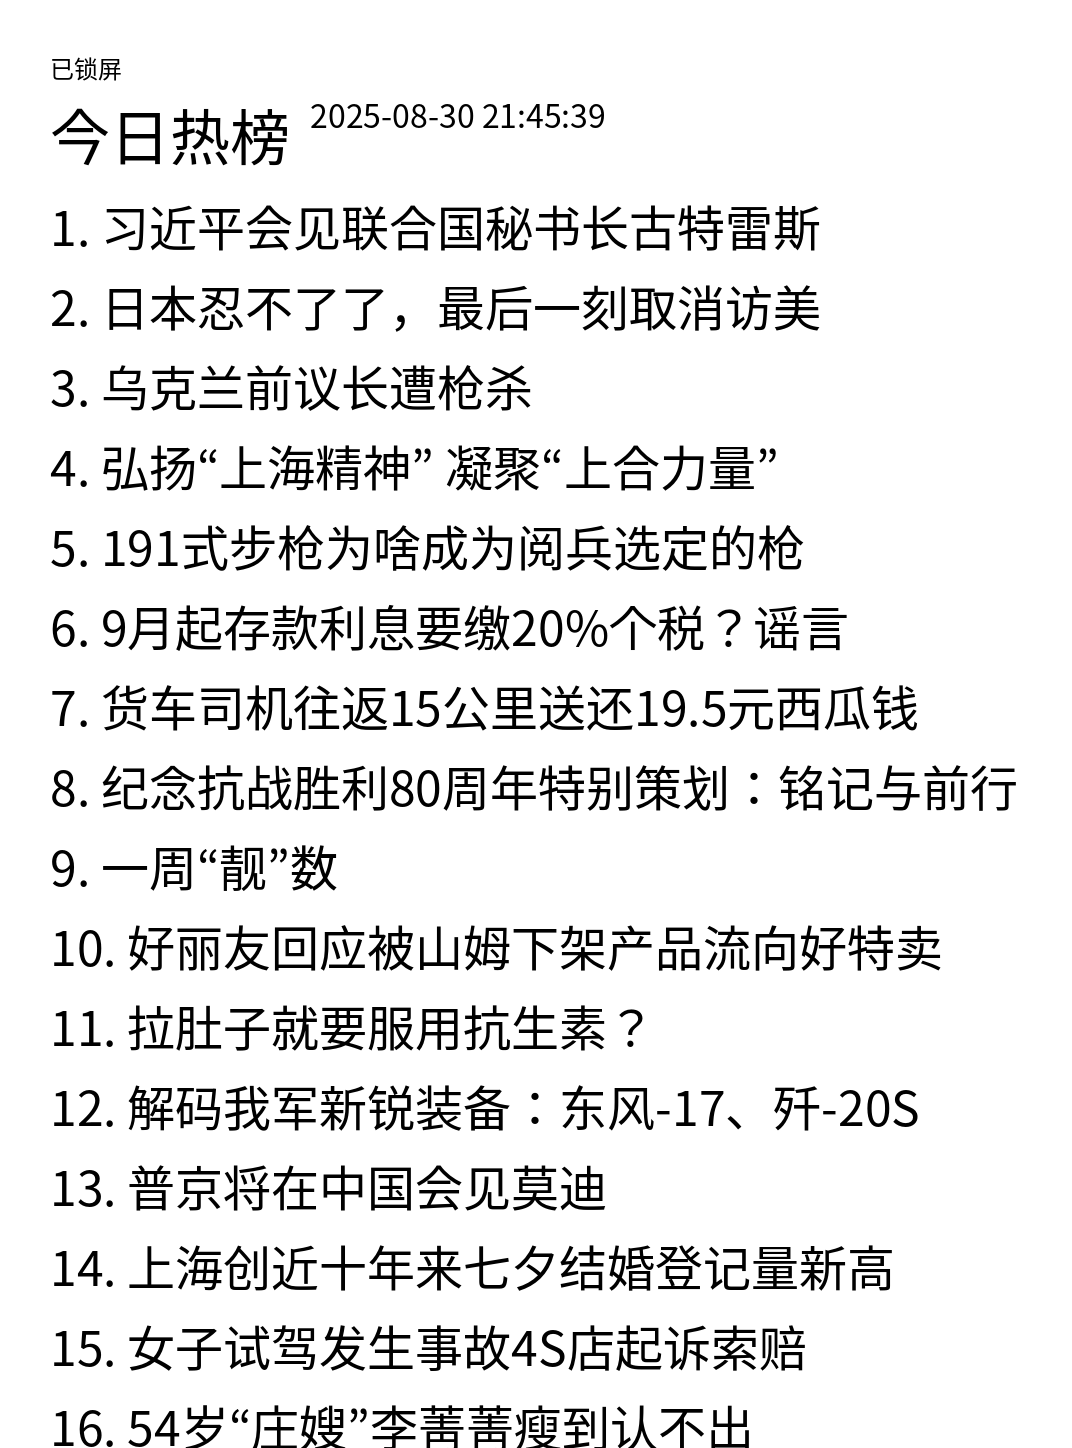 已锁屏
今日热榜 2025-08-30 21:45:39
1. 习近平会见联合国秘书长古特雷斯
2. 日本忍不了了，最后一刻取消访美
3. 乌克兰前议长遭枪杀
4. 弘扬“上海精神” 凝聚“上合力量”
5. 191式步枪为啥成为阅兵选定的枪
6. 9月起存款利息要缴20%个税？谣言
7. 货车司机往返15公里送还19.5元西瓜钱
8. 纪念抗战胜利80周年特别策划：铭记与前行
9. 一周“靓”数
10. 好丽友回应被山姆下架产品流向好特卖
11. 拉肚子就要服用抗生素？
12. 解码我军新锐装备：东风-17、歼-20S
13. 普京将在中国会见莫迪
14. 上海创近十年来七夕结婚登记量新高
15. 女子试驾发生事故4S店起诉索赔
16. 54岁“庄嫂”李菁菁瘦到认不出